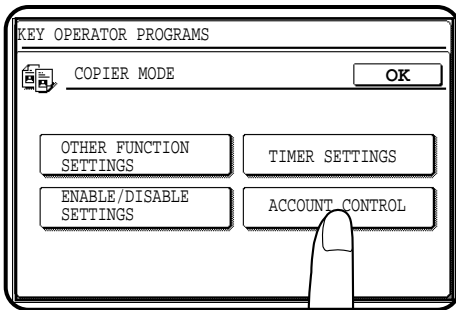 KEY OPERATOR PROGRAMS
COPIER MODE
OK
OTHER FUNCTION
SETTINGS
TIMER SETTINGS
ENABLE/DISABLE
SETTINGS
ACCOUNT CONTROL